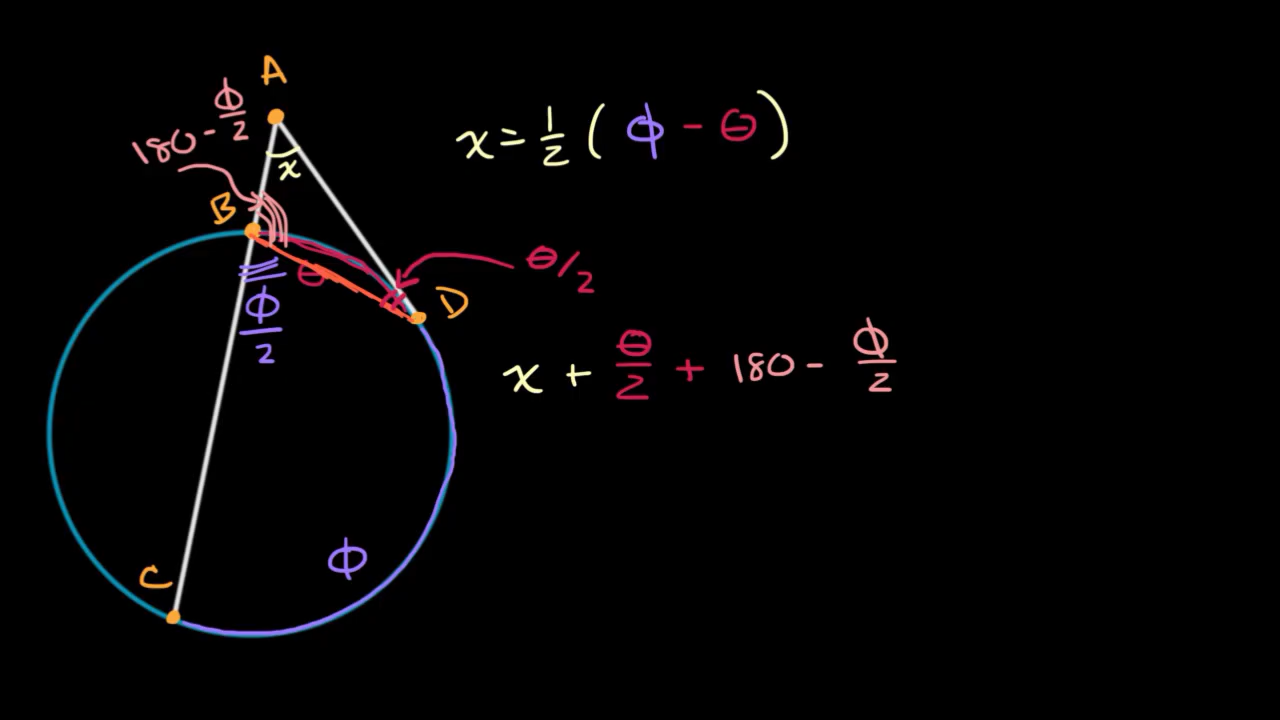 A
180 - ϕ/2
x = 1/2 ( ϕ - θ )
x
B
θ
θ/2
D
ϕ/2
x + θ/2 + 180 - ϕ/2
C
ϕ